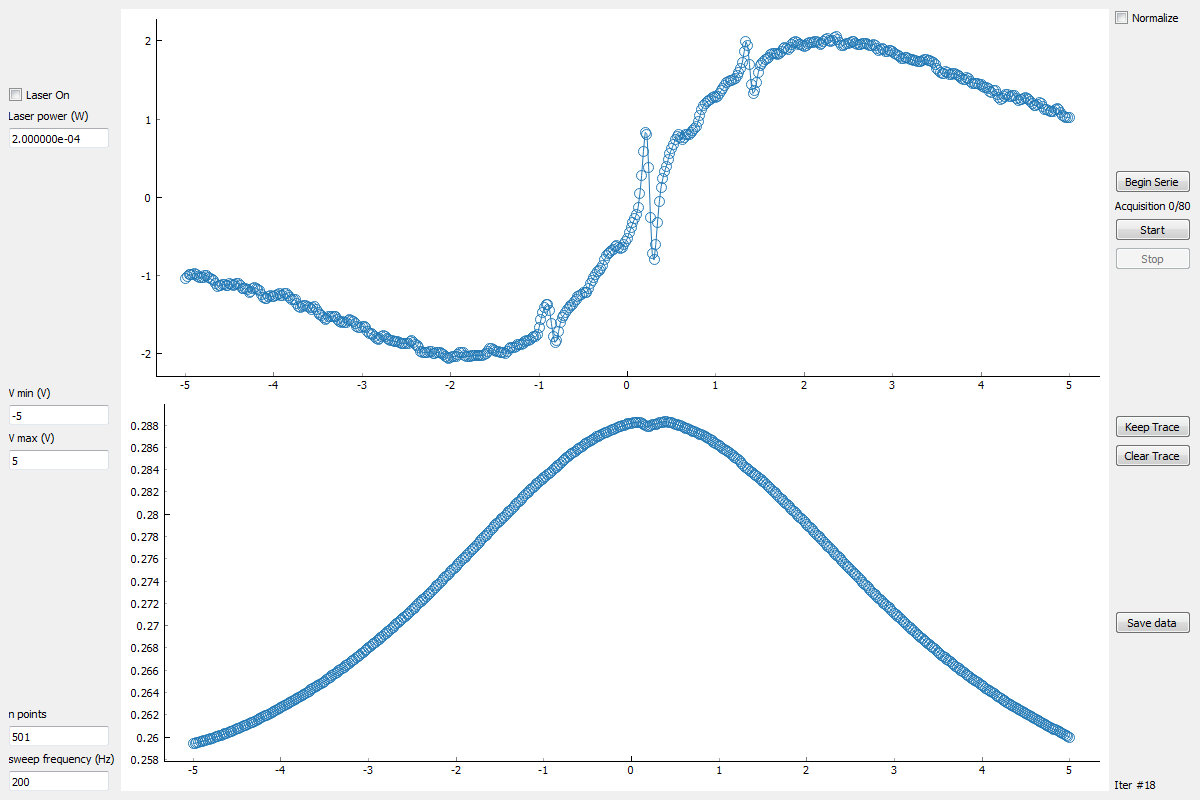 Normalize
Laser On
Laser power (W)
2.000000e-04
2
1
0
-1
-2
-5 -4 -3 -2 -1 0 1 2 3 4 5
Begin Serie
Acquisition 0/80
Start
Stop
V min (V)
-5
V max (V)
5
0.288
0.286
0.284
0.282
0.28
0.278
0.276
0.274
0.272
0.27
0.268
0.266
0.264
0.262
0.26
0.258
-5 -4 -3 -2 -1 0 1 2 3 4 5
Keep Trace
Clear Trace
Save data
n points
501
sweep frequency (Hz)
200
Iter #18